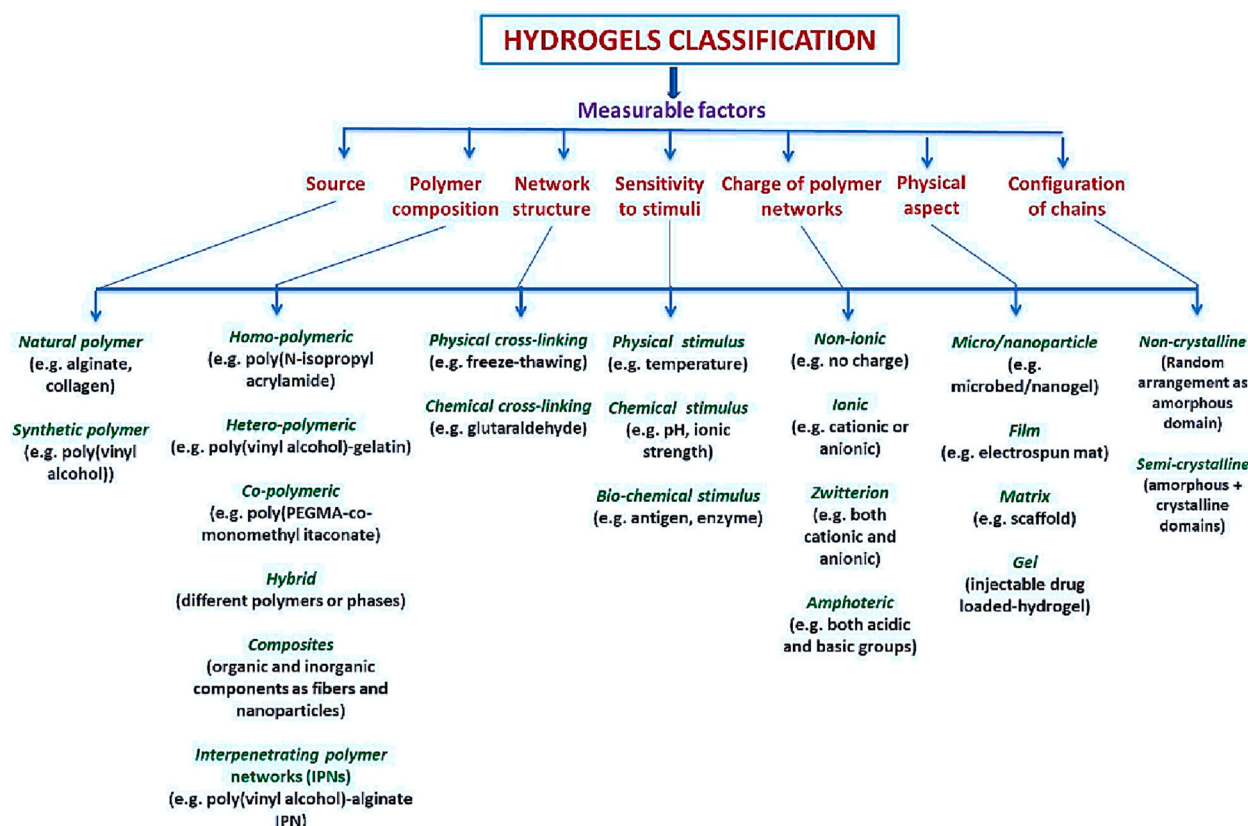 HYDROGELS CLASSIFICATION
Measurable factors
Source
Polymer
composition
Network
structure
Sensitivity
to stimuli
Charge of polymer
networks
Physical
aspect
Configuration
of chains
Natural polymer
(e.g. alginate,
collagen)
Synthetic polymer
(e.g. poly(vinyl
alcohol))
Homo-polymeric
(e.g. poly(N-isopropyl
acrylamide)
Hetero-polymeric
(e.g. poly(vinyl alcohol)-gelatin)
Co-polymeric
(e.g. poly(PEGMA-co-
monomethyl itaconate)
Hybrid
(different polymers or phases)
Composites
(organic and inorganic
components as fibers and
nanoparticles)
Interpenetrating polymer
networks (IPNs)
(e.g. poly(vinyl alcohol)-alginate
IPN)
Physical cross-linking
(e.g. freeze-thawing)
Chemical cross-linking
(e.g. glutaraldehyde)
Physical stimulus
(e.g. temperature)
Chemical stimulus
(e.g. pH, ionic
strength)
Bio-chemical stimulus
(e.g. antigen, enzyme)
Non-ionic
(e.g. no charge)
Ionic
(e.g. cationic or
anionic)
Zwitterion
(e.g. both
cationic and
anionic)
Amphoteric
(e.g. both acidic
and basic groups)
Micro/nanoparticle
(e.g.
microbed/nanogel)
Film
(e.g. electrospun mat)
Matrix
(e.g. scaffold)
Gel
(injectable drug
loaded-hydrogel)
Non-crystalline
(Random
arrangement as
amorphous
domain)
Semi-crystalline
(amorphous +
crystalline
domains)